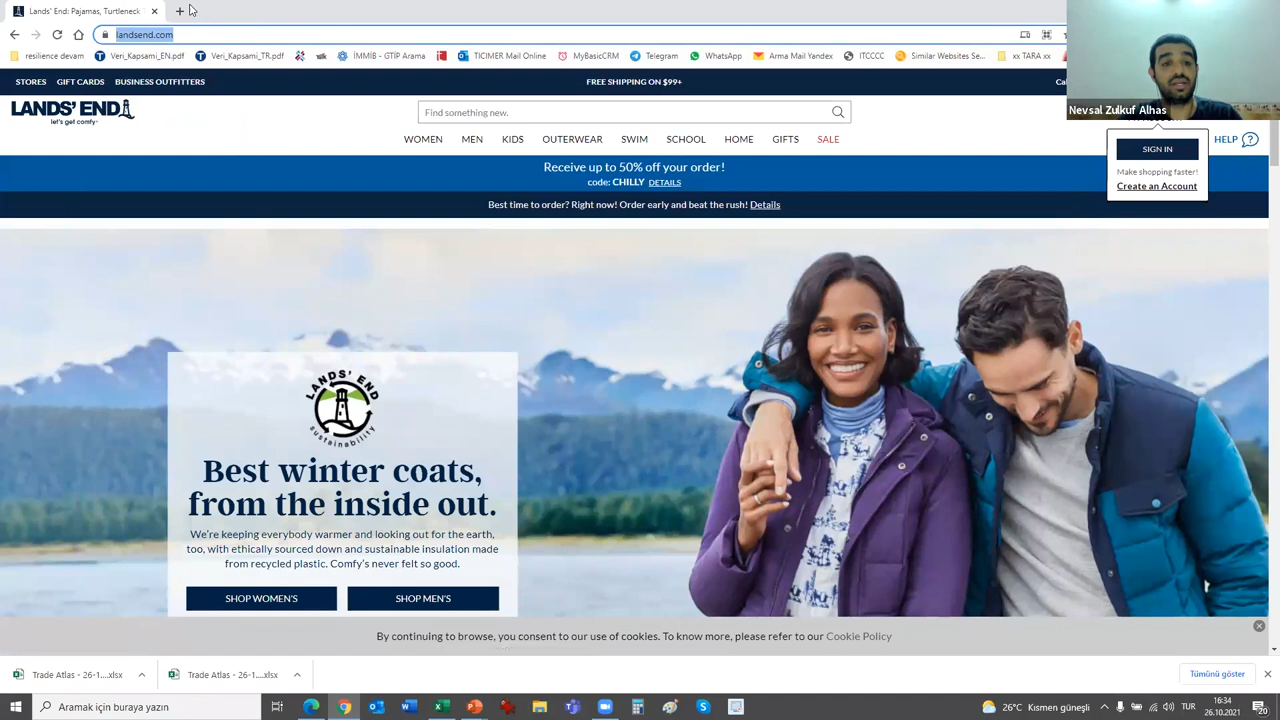 Lands' End: Pajamas, Turtleneck
landsend.com
resilience devam
Veri_Kapsami_EN.pdf
Veri_Kapsami_TR.pdf
İMMİB - GTİP Arama
TICIMER Mail Online
MyBasicCRM
Telegram
WhatsApp
Arma Mail Yandex
ITCCCC
Similar Websites Se...
xx TARA xx
Nevsal Zulkuf Alhas
STORES
GIFT CARDS
BUSINESS OUTFITTERS
FREE SHIPPING ON $99+
LANDS' END
let's get comfy
Find something new.
WOMEN
MEN
KIDS
OUTERWEAR
SWIM
SCHOOL
HOME
GIFTS
SALE
HELP
SIGN IN
Make shopping faster!
Create an Account
Receive up to 50% off your order!
code: CHILLY DETAILS
Best time to order? Right now! Order early and beat the rush! Details
LANDS' END
sustainability
Best winter coats,
from the inside out.
We're keeping everybody warmer and looking out for the earth,
too, with ethically sourced down and sustainable insulation made
from recycled plastic. Comfy's never felt so good.
SHOP WOMEN'S
SHOP MEN'S
By continuing to browse, you consent to our use of cookies. To know more, please refer to our Cookie Policy
Trade Atlas - 26-1....xlsx
Trade Atlas - 26-1....xlsx
Tümünü göster
Aramak için buraya yazın
26°C Kısmen güneşli
TUR
16:34
26.10.2021
20